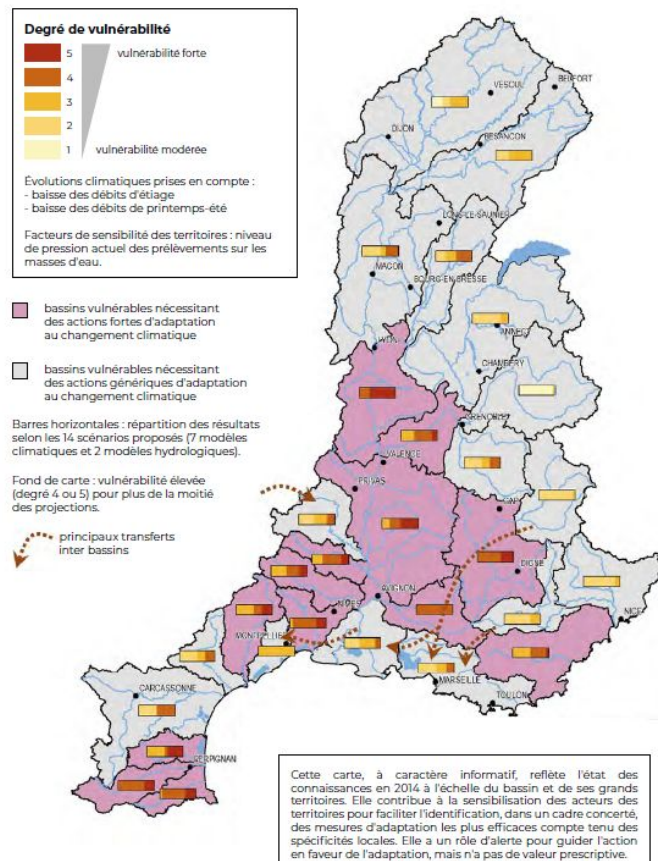 Degré de vulnérabilité
5
vulnérabilité forte
4
3
2
1
vulnérabilité modérée
Évolutions climatiques prises en compte :
- baisse des débits d'étiage
- baisse des débits de printemps-été
Facteurs de sensibilité des territoires : niveau
de pression actuel des prélèvements sur les
masses d'eau.
bassins vulnérables nécessitant
des actions fortes d'adaptation
au changement climatique
bassins vulnérables nécessitant
des actions génériques d'adaptation
au changement climatique
Barres horizontales : répartition des résultats
selon les 14 scénarios proposés (7 modèles
climatiques et 2 modèles hydrologiques).
Fond de carte : vulnérabilité élevée
(degré 4 ou 5) pour plus de la moitié
des projections.
principaux transferts
inter bassins
VESOUL
BELFORT
DIJON
BESANCON
LONS-LE-SAUNIER
MACON
BOURG-EN-BRESSE
ANNECY
LYON
CHAMBERY
GRENOBLE
VALENCE
PRIVAS
GAP
DIGNE
AVIGNON
NIMES
NICE
MONTPELLIER
MARSEILLE
TOULON
CARCASSONNE
PERPIGNAN
Cette carte, à caractère informatif, reflète l'état des
connaissances en 2014 à l'échelle du bassin et de ses grands
territoires. Elle contribue à la sensibilisation des acteurs des
territoires pour faciliter l'identification, dans un cadre concerté,
des mesures d'adaptation les plus efficaces compte tenu des
spécificités locales. Elle a un rôle d'alerte pour guider l'action
en faveur de l'adaptation, mais n'a pas de valeur prescriptive.